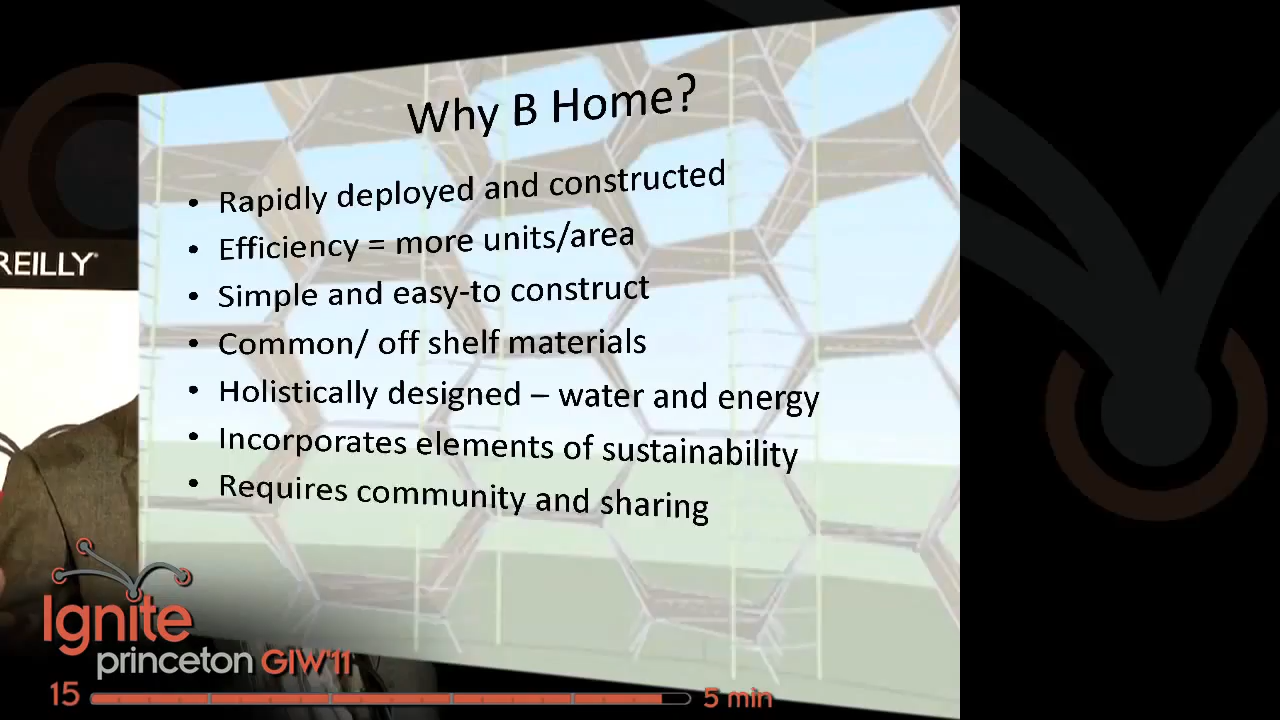 Why B Home?
• Rapidly deployed and constructed
• Efficiency = more units/area
• Simple and easy-to construct
• Common/ off shelf materials
• Holistically designed – water and energy
• Incorporates elements of sustainability
• Requires community and sharing
REILLY
Ignite
princeton GIW'11
15
5 min